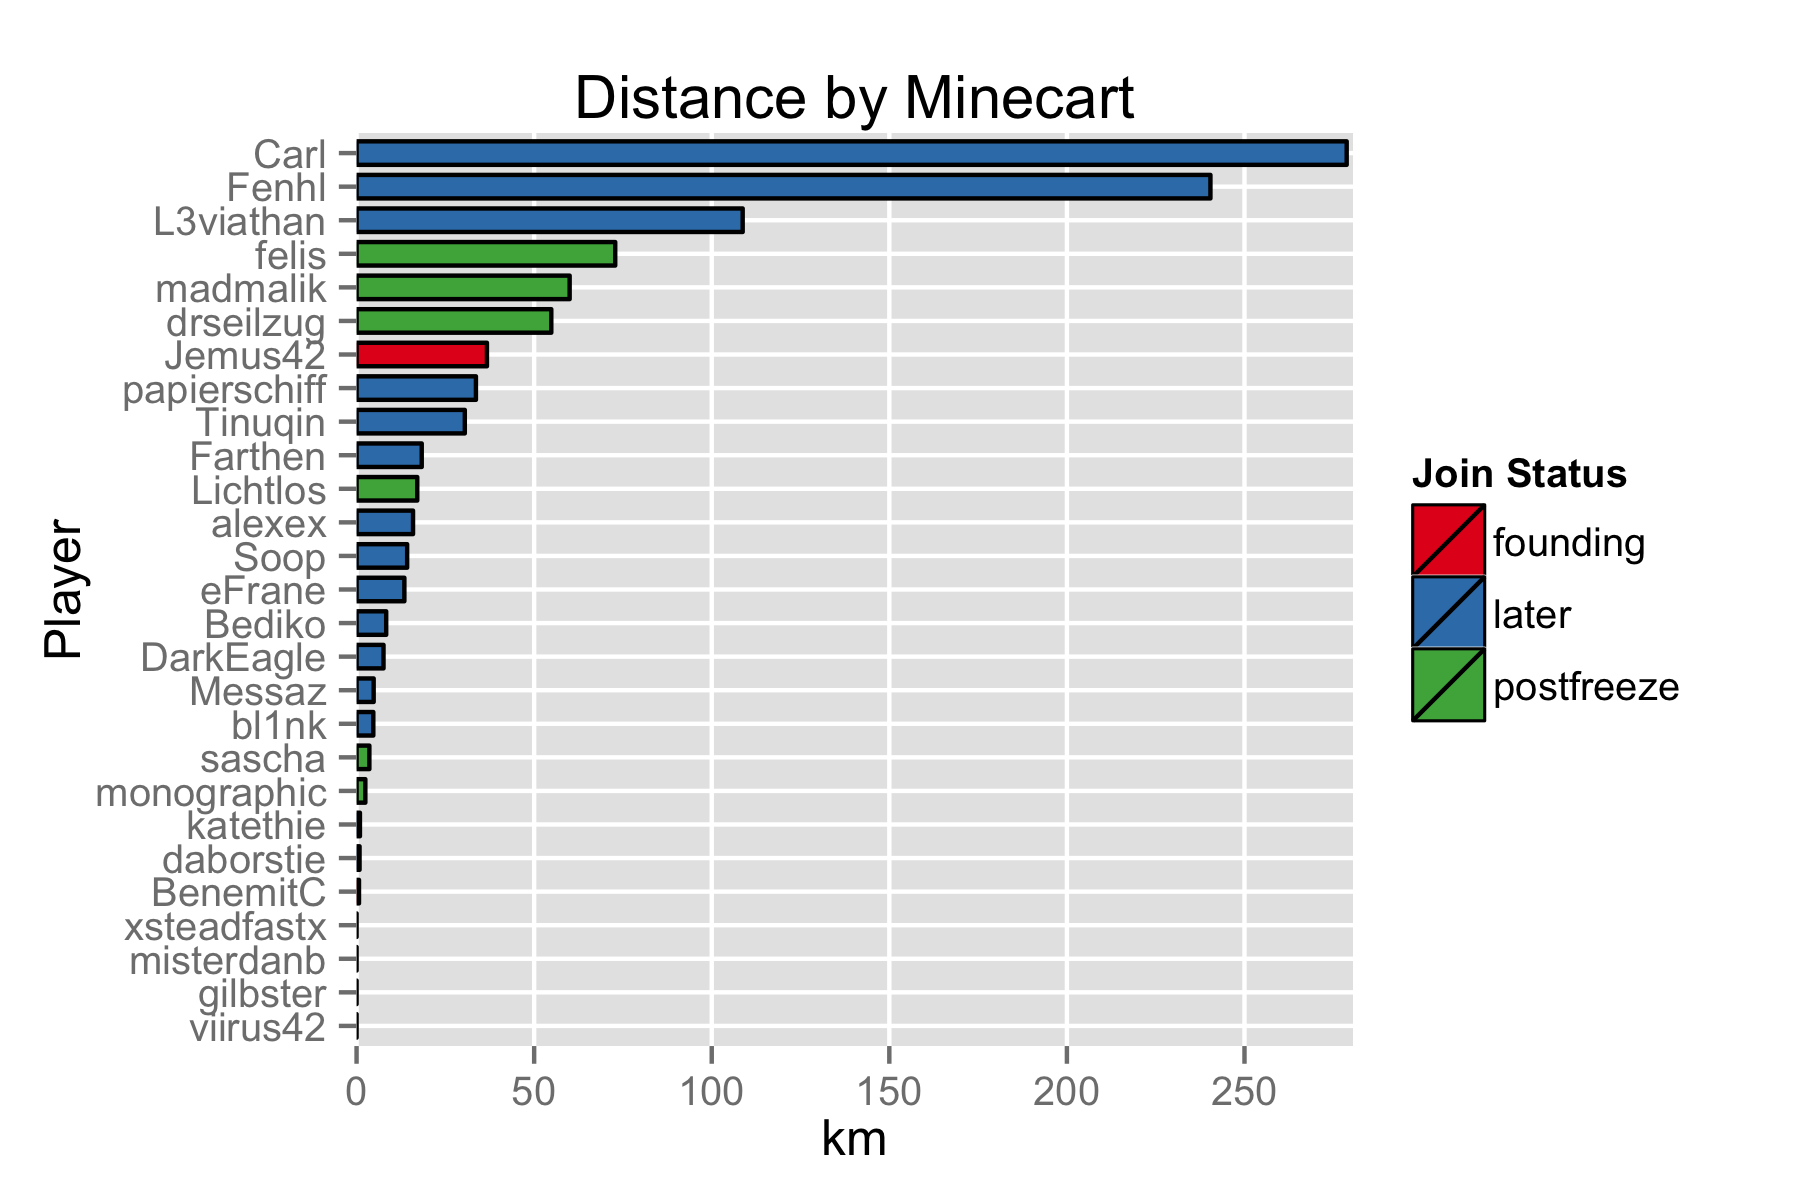 Distance by Minecart
Player
Carl
Fenhl
L3viathan
felis
madmalik
drseilzug
Jemus42
papierschiff
Tinuqin
Farthen
Lichtlos
alexex
Soop
eFrane
Bediko
DarkEagle
Messaz
bl1nk
sascha
monographic
katethie
daborstie
BenemitC
xsteadfastx
misterdanb
gilbster
viirus42
0 50 100 150 200 250
km
Join Status
founding
later
postfreeze